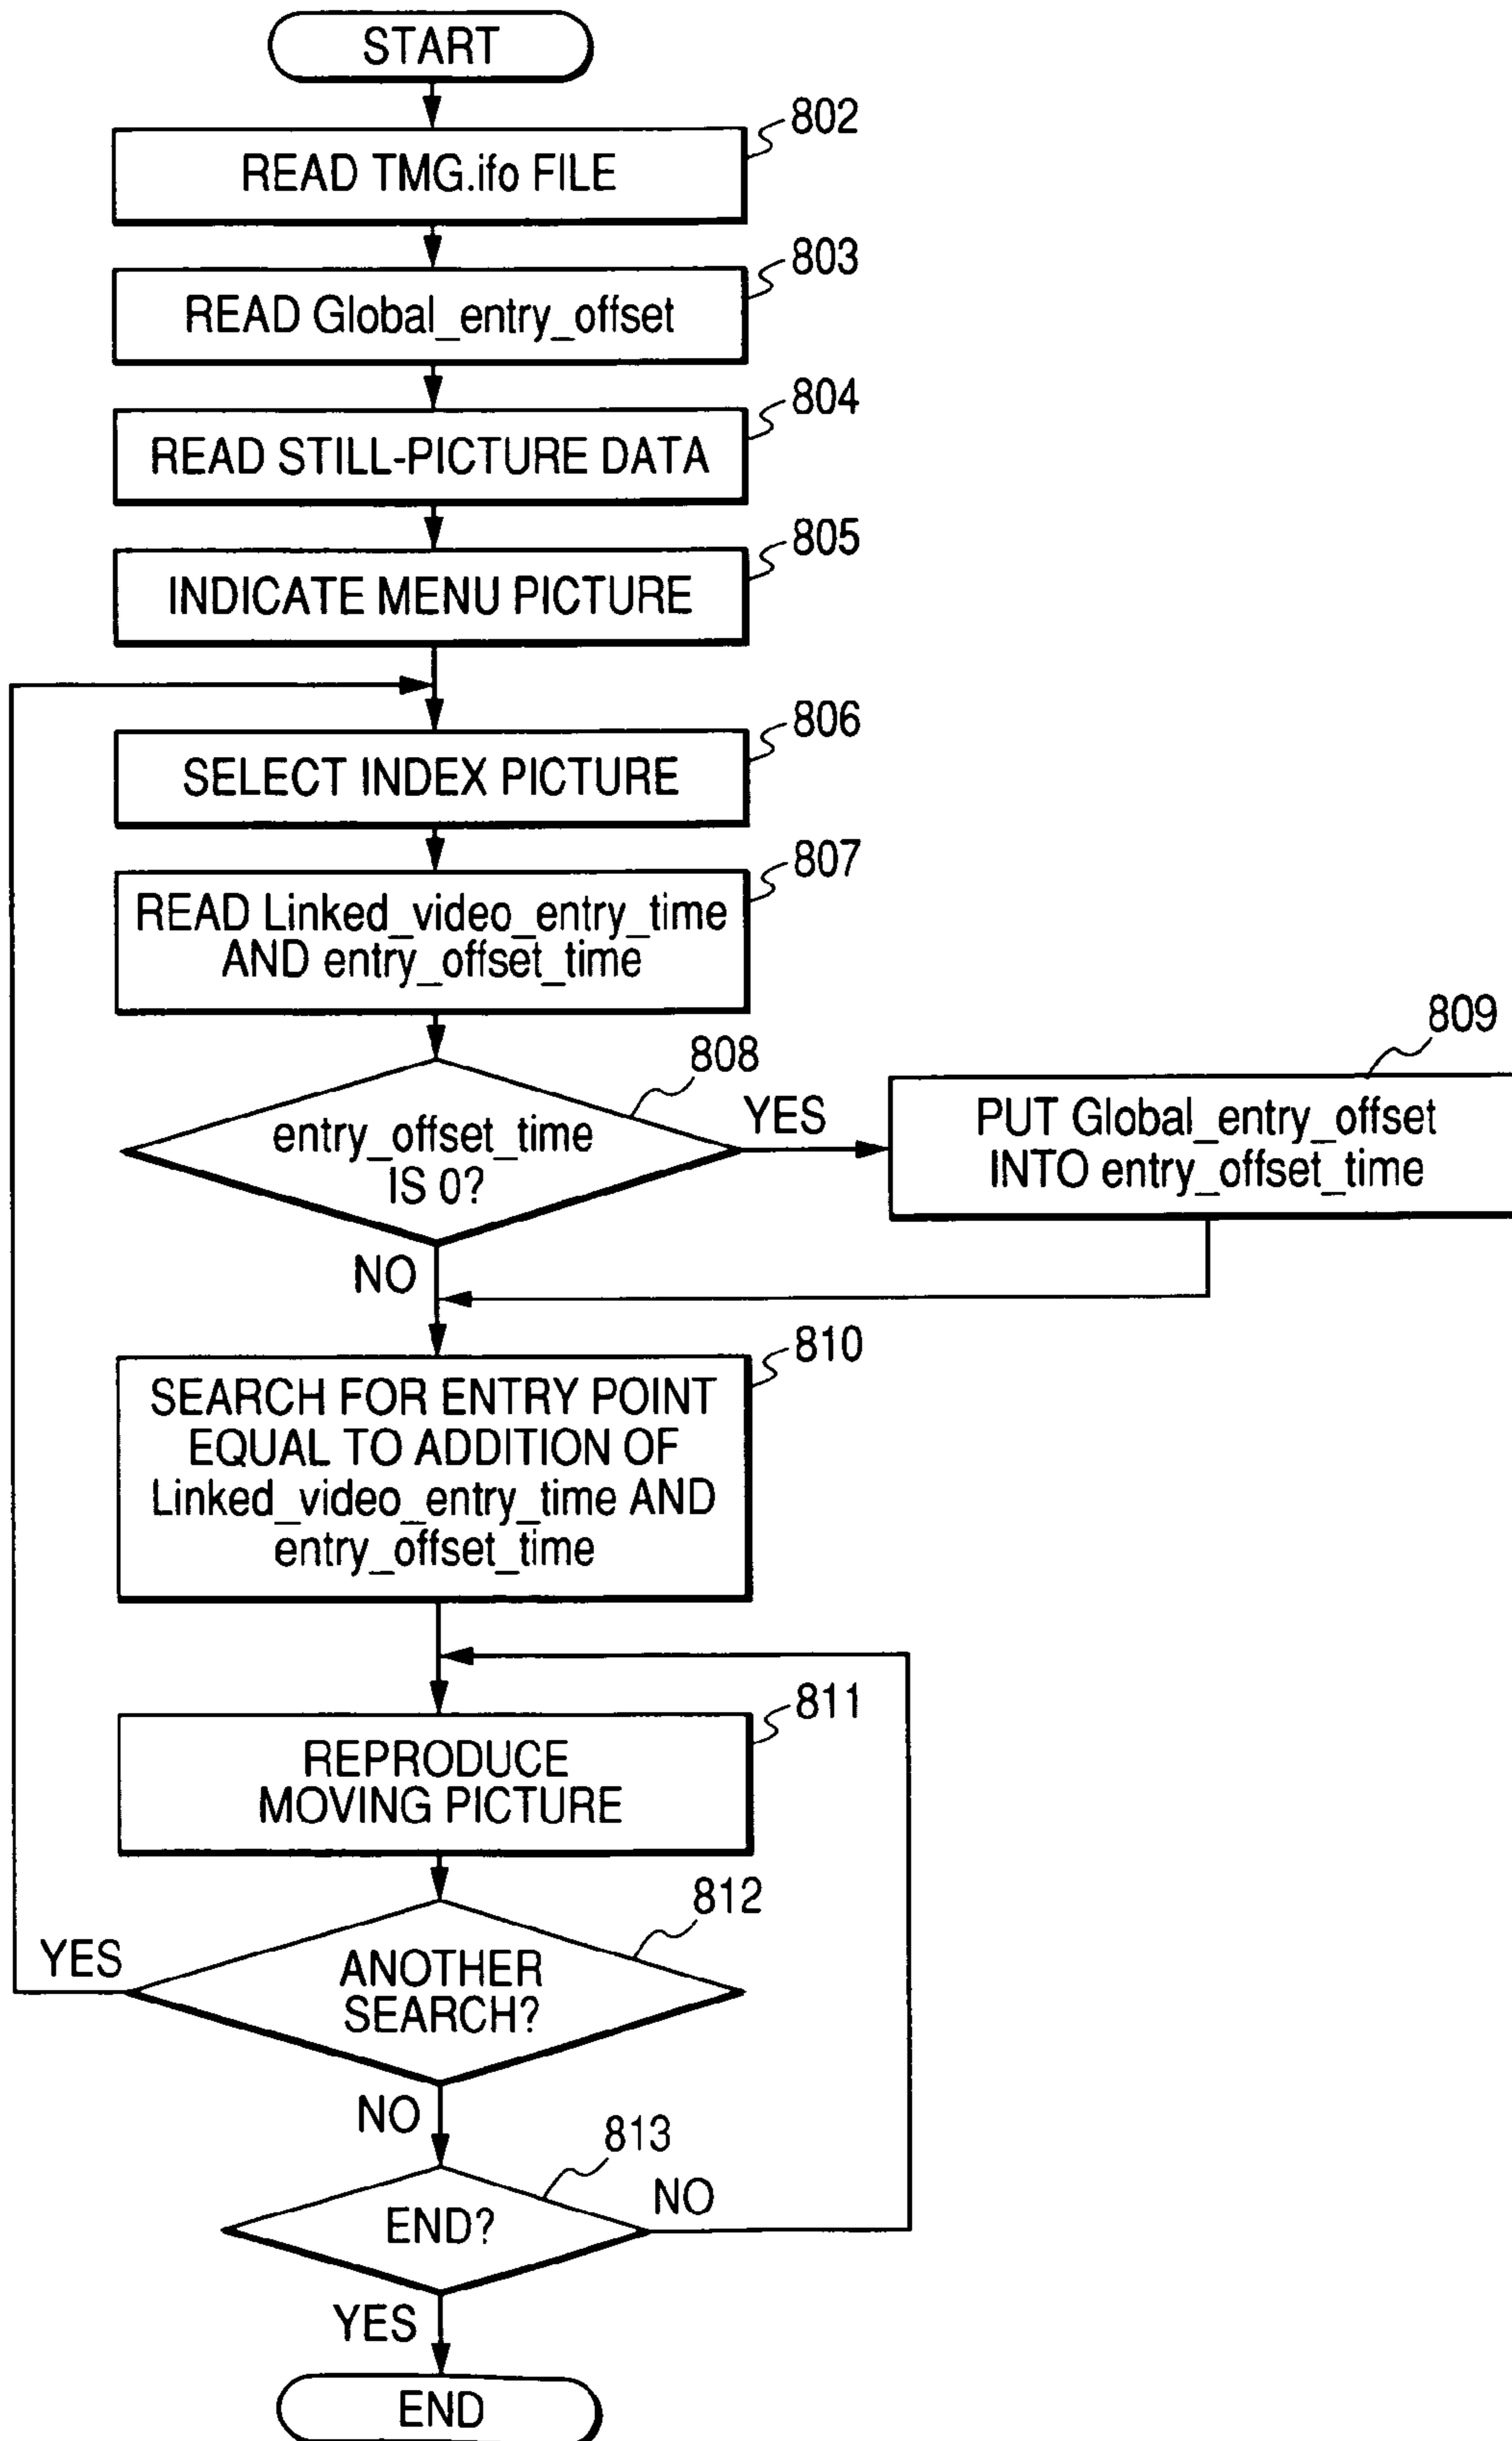 START
802
READ TMG.ifo FILE
803
READ Global_entry_offset
804
READ STILL-PICTURE DATA
805
INDICATE MENU PICTURE
806
SELECT INDEX PICTURE
807
READ Linked_video_entry_time
AND entry_offset_time
808
entry_offset_time
IS 0?
YES
809
PUT Global_entry_offset
INTO entry_offset_time
NO
810
SEARCH FOR ENTRY POINT
EQUAL TO ADDITION OF
Linked_video_entry_time AND
entry_offset_time
811
REPRODUCE
MOVING PICTURE
812
YES
ANOTHER
SEARCH?
NO
813
END?
NO
YES
END